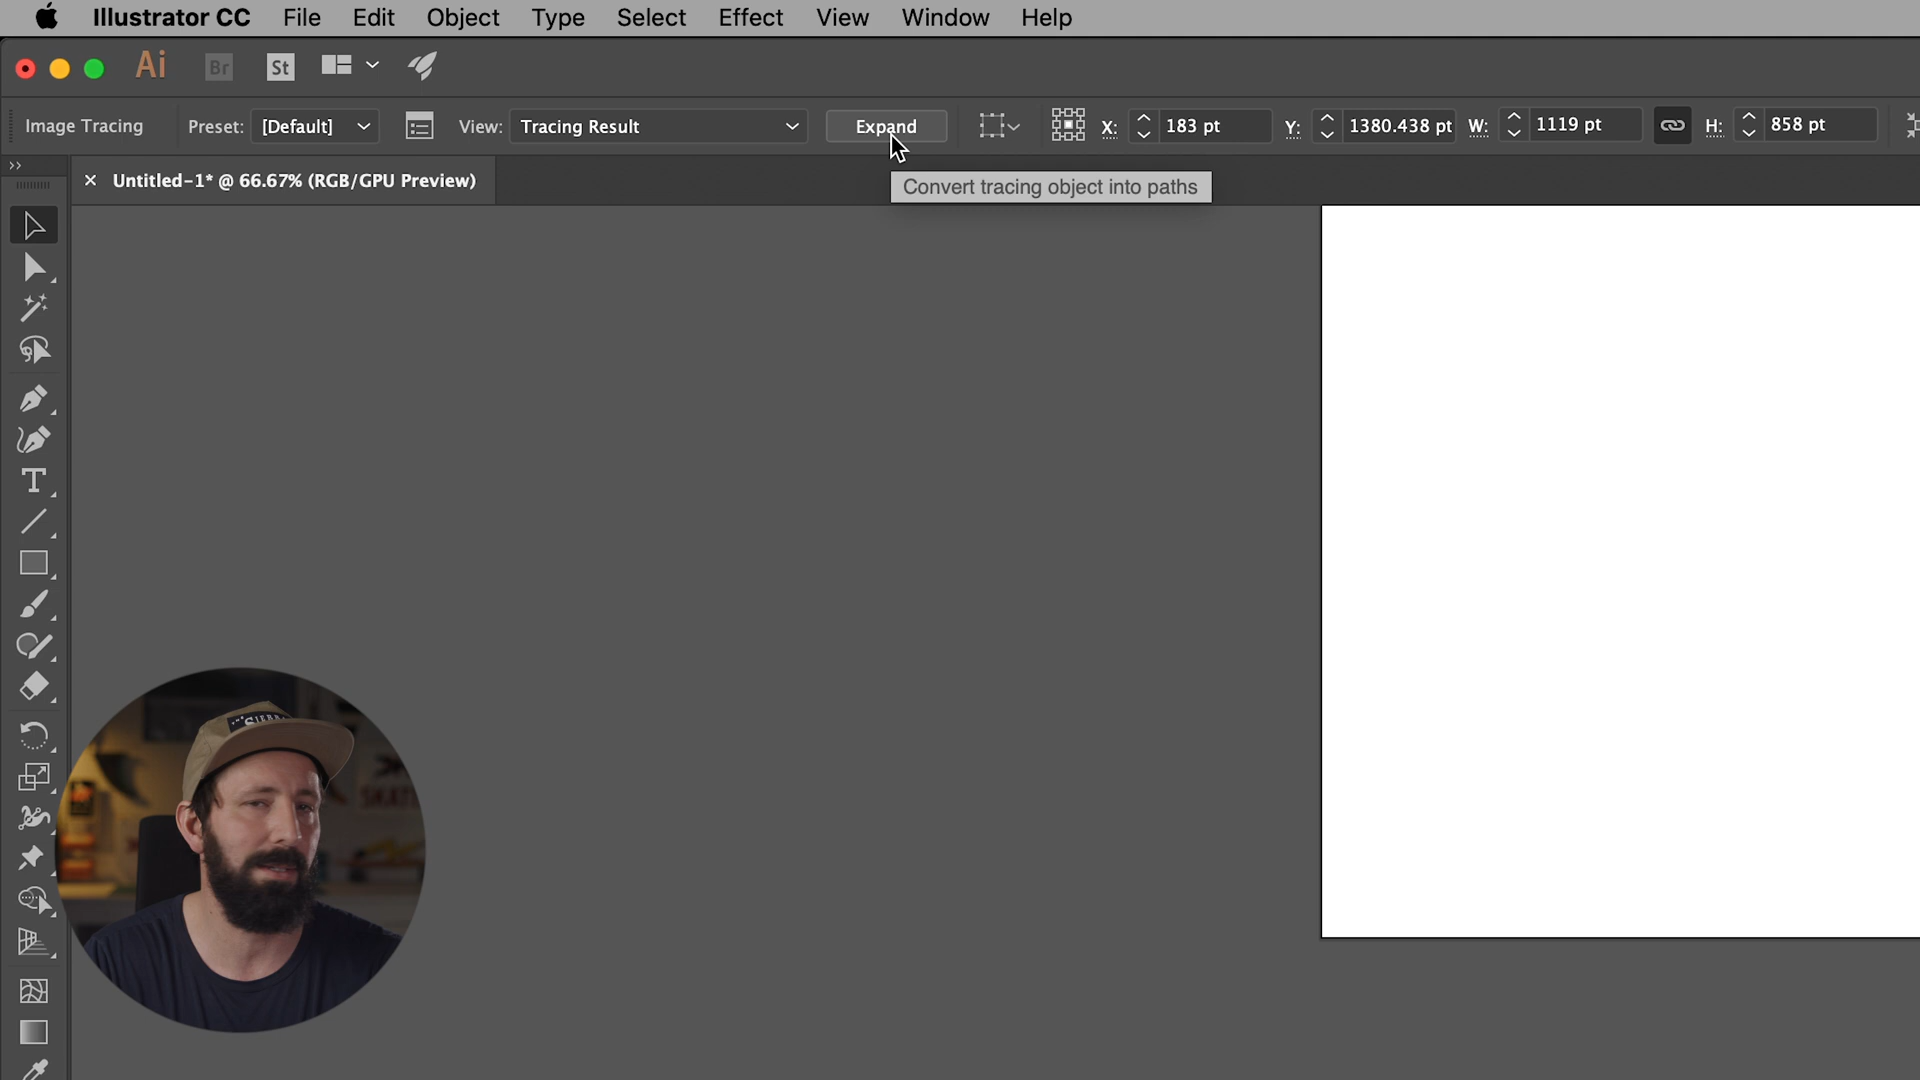 Illustrator CC File Edit Object Type Select Effect View Window Help
Ai Br St
Image Tracing Preset: [Default] View: Tracing Result Expand X: 183 pt Y: 1380.438 pt W: 1119 pt H: 858 pt
Untitled-1* @ 66.67% (RGB/GPU Preview)
Convert tracing object into paths
T